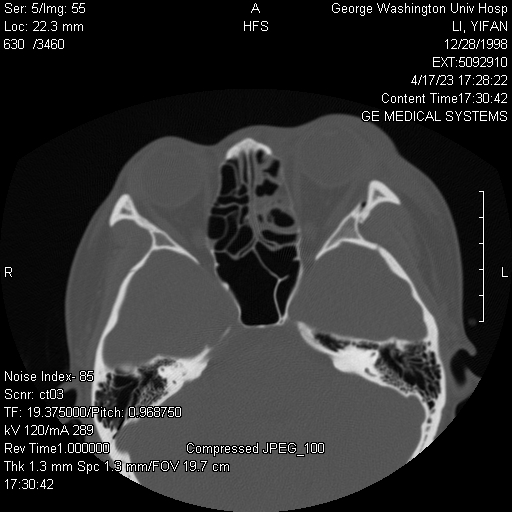 Ser: 5/Img: 55
Loc: 22.3 mm
630 /3460
A
HFS
George Washington Univ Hosp
LI, YIFAN
12/28/1998
EXT:5092910
4/17/23 17:28:22
Content Time17:30:42
GE MEDICAL SYSTEMS
R
L
Noise Index- 85
Scnr: ct03
TF: 19.375000/Pitch: 0.968750
kV 120/mA 289
Rev Time1.000000
Compressed JPEG_100
Thk 1.3 mm Spc 1.3 mm/FOV 19.7 cm
17:30:42